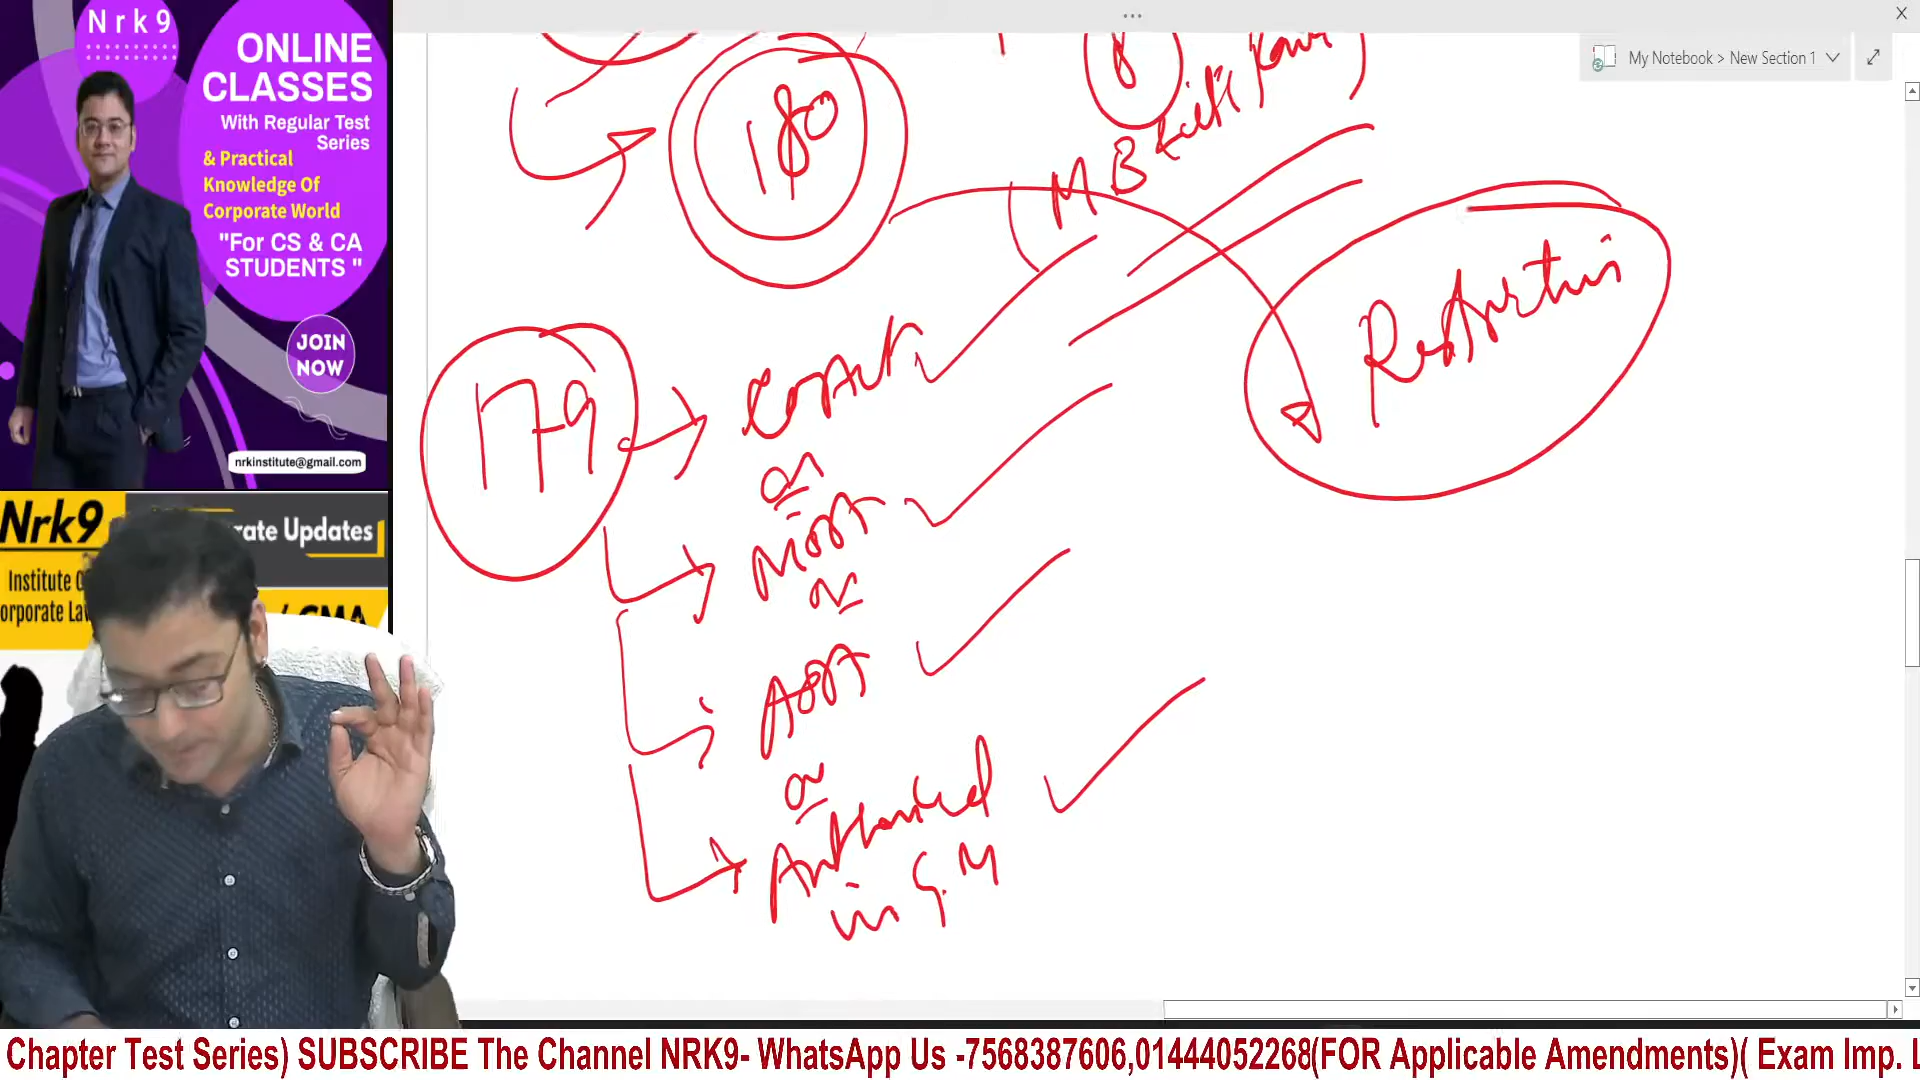 Nrk9
ONLINE
CLASSES
With Regular Test
Series
& Practical
Knowledge Of
Corporate World
"For CS & CA
STUDENTS "
JOIN
NOW
nrkinstitute@gmail.com
Nrk9
rate Updates
Institute O
orporate La
/ CMA
My Notebook > New Section 1
180
8
M B
Restriction
179
or
MOA
or
AOA
or
Authorised
in G.M
Chapter Test Series) SUBSCRIBE The Channel NRK9- WhatsApp Us -7568387606,01444052268(FOR Applicable Amendments)( Exam Imp. L